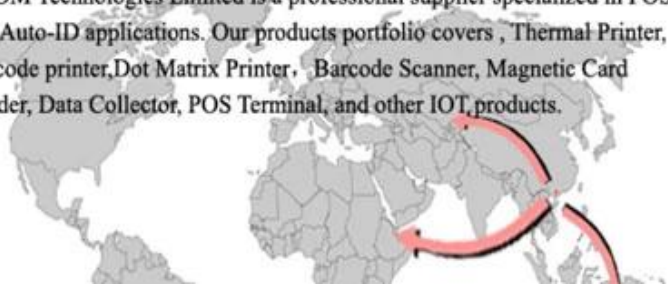 Technologies Limited is a professional supplier specialized in POS
Auto-ID applications. Our products portfolio covers , Thermal Printer,
code printer,Dot Matrix Printer， Barcode Scanner, Magnetic Card
der, Data Collector, POS Terminal, and other IOT products.